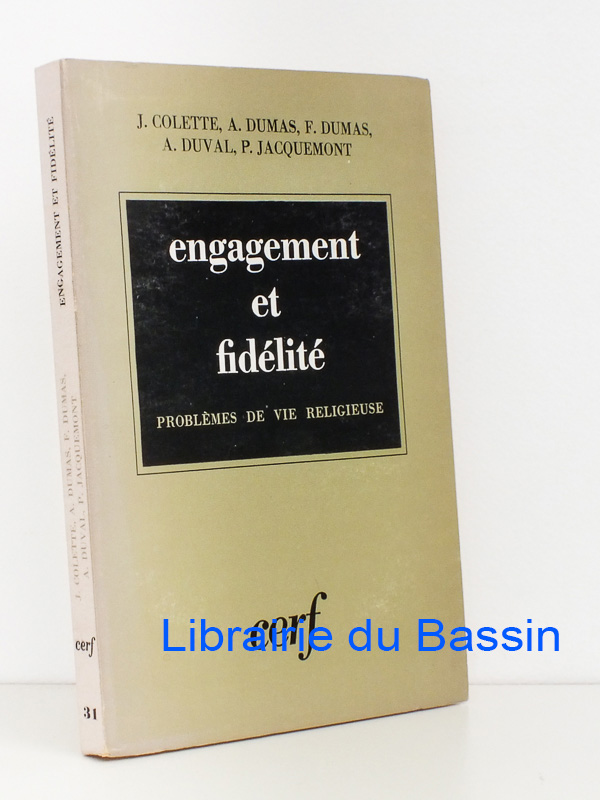 J. COLETTE, A. DUMAS, F. DUMAS,
A. DUVAL, P. JACQUEMONT
engagement
et
fidélité
PROBLÈMES DE VIE RELIGIEUSE
cerf
Librairie du Bassin
ENGAGEMENT ET FIDÉLITÉ
J. COLETTE, A. DUMAS, F. DUMAS,
A. DUVAL, P. JACQUEMONT
cerf
31